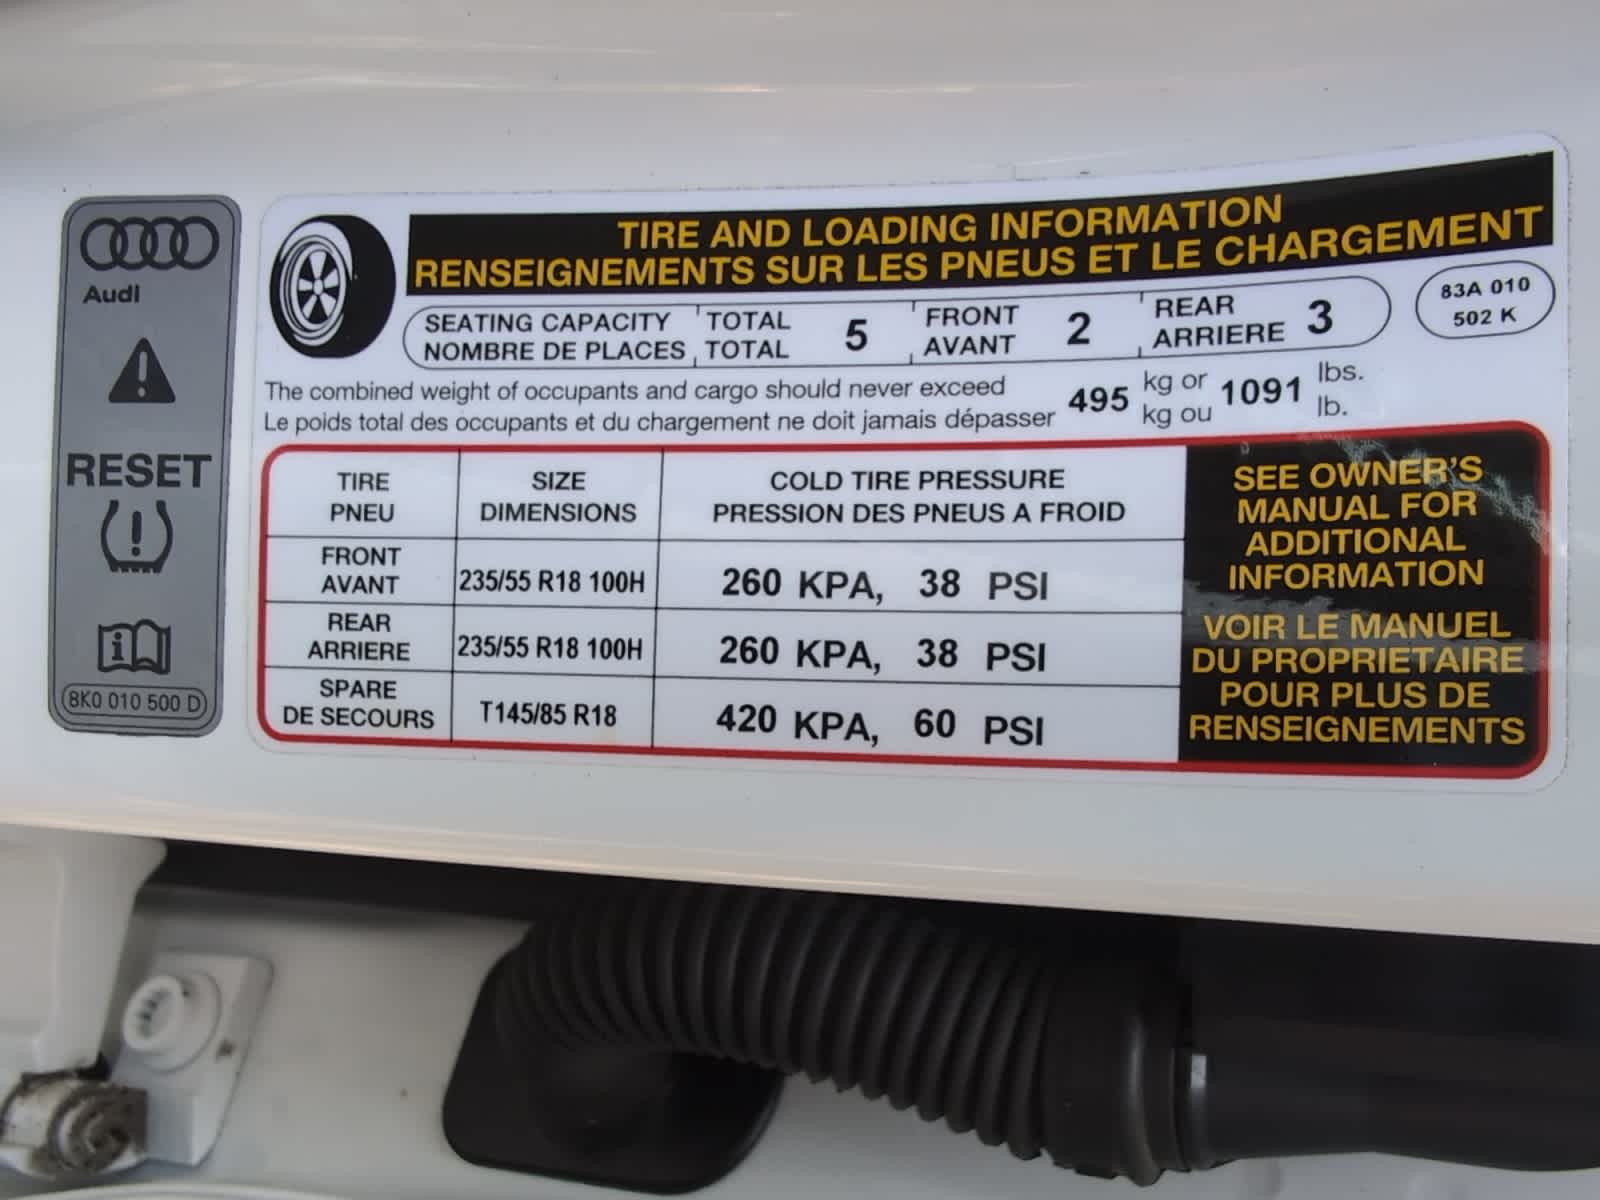 Audi
RESET
8K0 010 500 D
TIRE AND LOADING INFORMATION
RENSEIGNEMENTS SUR LES PNEUS ET LE CHARGEMENT
SEATING CAPACITY TOTAL 5 FRONT 2 REAR 3
NOMBRE DE PLACES TOTAL AVANT ARRIERE
83A 010
502 K
The combined weight of occupants and cargo should never exceed 495 kg or 1091 lbs.
Le poids total des occupants et du chargement ne doit jamais dépasser kg ou lb.
TIRE SIZE COLD TIRE PRESSURE
PNEU DIMENSIONS PRESSION DES PNEUS A FROID
FRONT
AVANT 235/55 R18 100H 260 KPA, 38 PSI
REAR
ARRIERE 235/55 R18 100H 260 KPA, 38 PSI
SPARE
DE SECOURS T145/85 R18 420 KPA, 60 PSI
SEE OWNER'S
MANUAL FOR
ADDITIONAL
INFORMATION
VOIR LE MANUEL
DU PROPRIETAIRE
POUR PLUS DE
RENSEIGNEMENTS